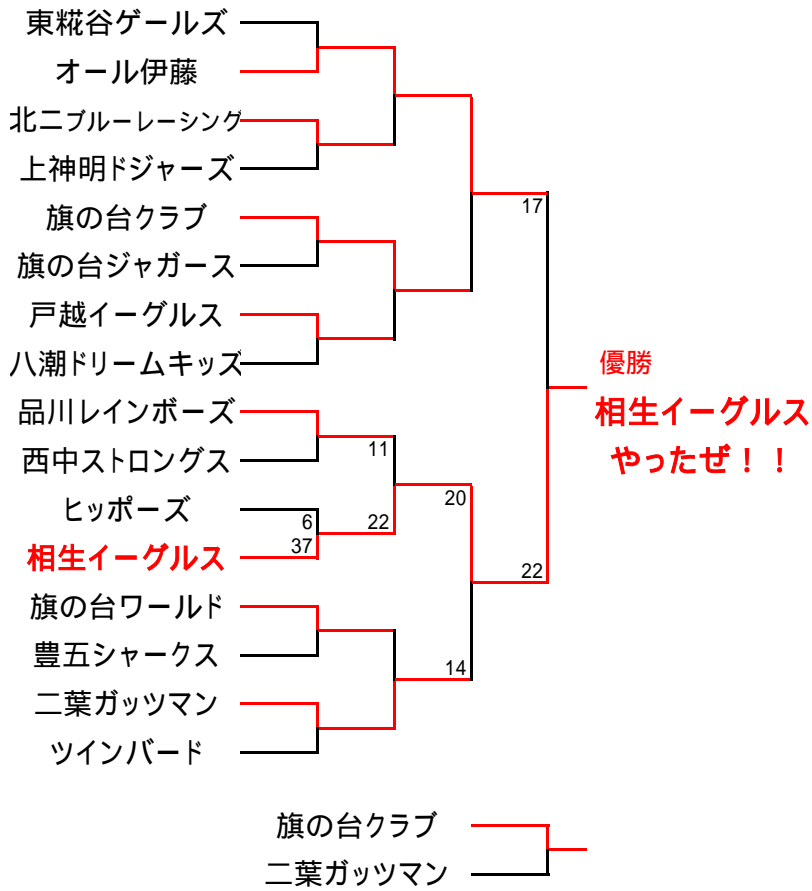 東糀谷ゲールズ
オール伊藤
北二ブルーレーシング
上神明ドジャーズ
17
旗の台クラブ
旗の台ジャガース
戸越イーグルス
八潮ドリームキッズ
優勝
相生イーグルス
やったぜ！！
品川レインボーズ
11
西中ストロングス
20
ヒッポーズ
6
22
37
相生イーグルス
22
旗の台ワールド
豊五シャークス
14
二葉ガッツマン
ツインバード
旗の台クラブ
二葉ガッツマン